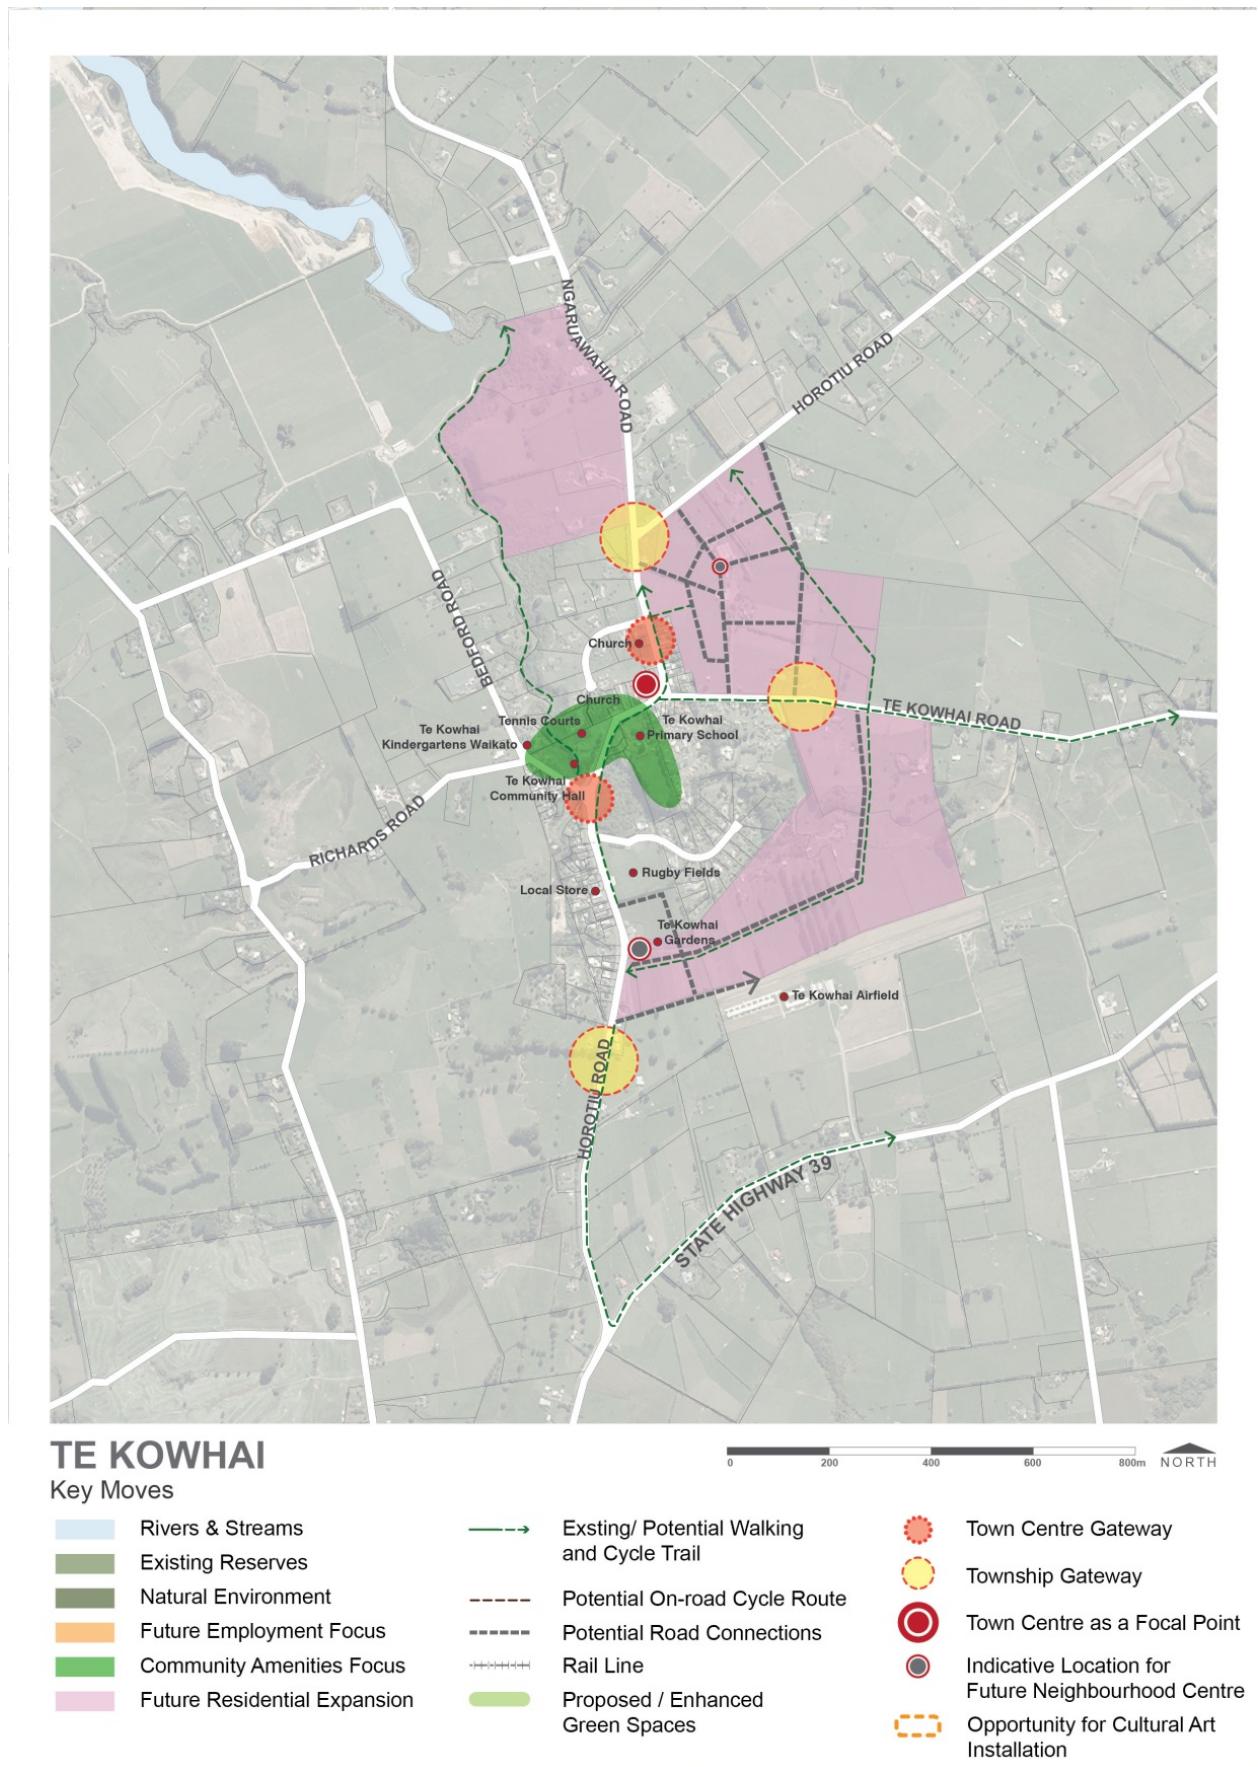 NGARUAWAHIA ROAD
HOROTIU ROAD
BEDFORD ROAD
Church
Church
Tennis Courts
Te Kowhai
Kindergartens Waikato
Te Kowhai
Primary School
TE KOWHAI ROAD
Te Kowhai
Community Hall
RICHARDS ROAD
Rugby Fields
Local Store
Te Kowhai
Gardens
Te Kowhai Airfield
HOROTIU ROAD
STATE HIGHWAY 39
TE KOWHAI
Key Moves
0 200 400 600 800m
NORTH
Rivers & Streams
Existing Reserves
Natural Environment
Future Employment Focus
Community Amenities Focus
Future Residential Expansion
Exsting/ Potential Walking
and Cycle Trail
Potential On-road Cycle Route
Potential Road Connections
Rail Line
Proposed / Enhanced
Green Spaces
Town Centre Gateway
Township Gateway
Town Centre as a Focal Point
Indicative Location for
Future Neighbourhood Centre
Opportunity for Cultural Art
Installation